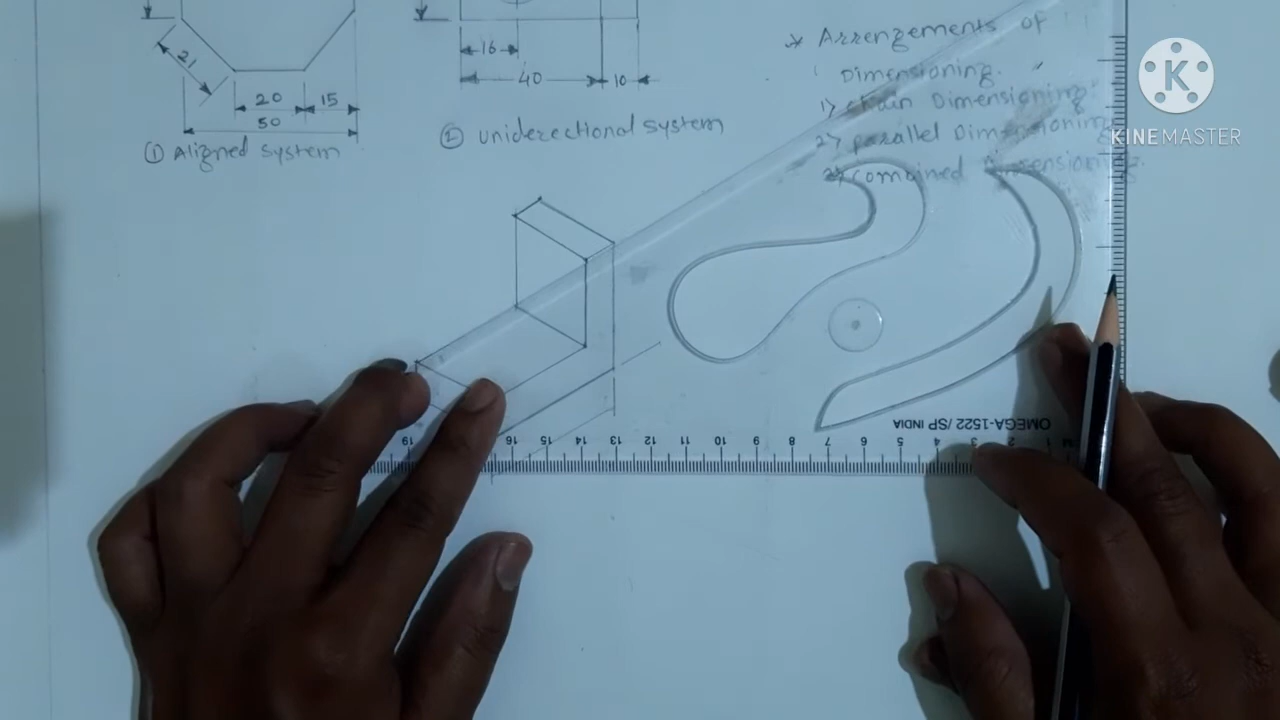 21
20
15
50
① Aligned system
16
40
10
② uniderectional system
* Arrengements of
Dimensioning.
1> chain Dimensioning
2> parallel Dimensioning
combined Dimensioning.
K
KINEMASTER
OMEGA-1522/SP INDIA
19 16 15 14 13 12 11 10 9 8 7 6 5 4 3 2 1